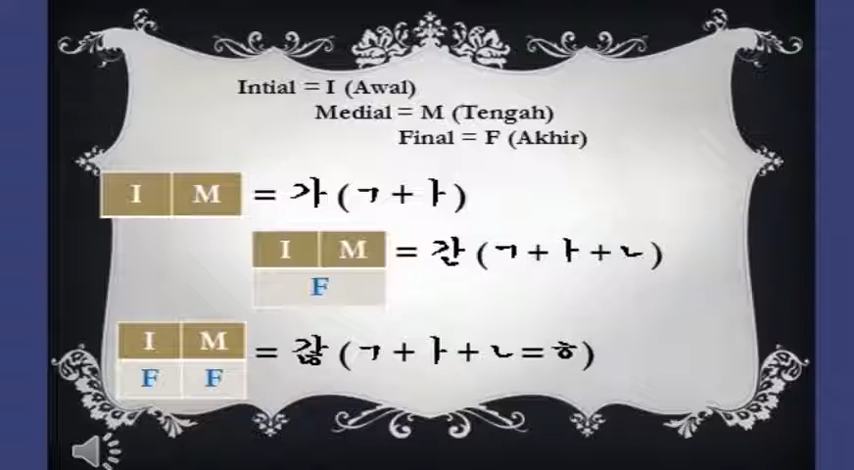 Intial = I (Awal)
Medial = M (Tengah)
Final = F (Akhir)
I M = 가 (ㄱ + ㅏ)
I M = 간 (ㄱ + ㅏ + ㄴ)
F
I M = 갆 (ㄱ + ㅏ + ㄴ = ㅎ)
F F